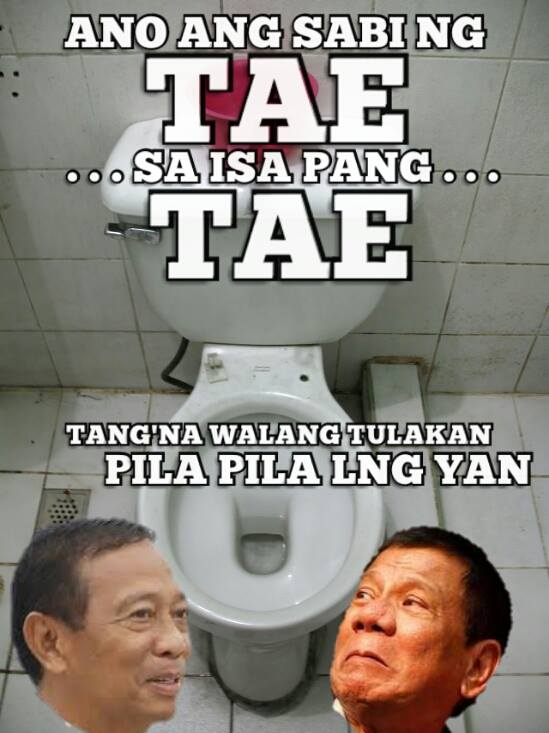 ANO ANG SABI NG
TAE
...SA ISA PANG...
TAE
TANG'NA WALANG TULAKAN
PILA PILA LNG YAN